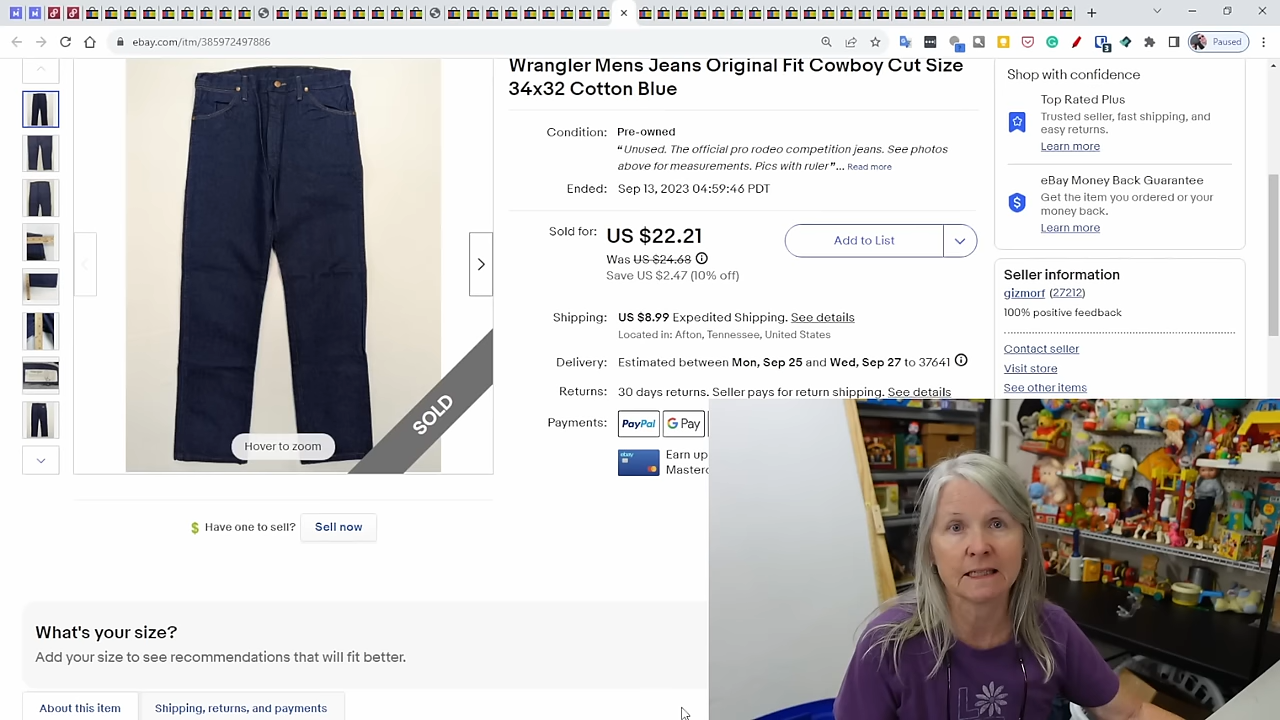 Paused
ebay.com/itm/385972497886
Wrangler Mens Jeans Original Fit Cowboy Cut Size
34x32 Cotton Blue
Condition: Pre-owned
“Unused. The official pro rodeo competition jeans. See photos
above for measurements. Pics with ruler”... Read more
Ended: Sep 13, 2023 04:59:46 PDT
Sold for: US $22.21
Was US $24.68
Save US $2.47 (10% off)
Add to List
Shipping: US $8.99 Expedited Shipping. See details
Located in: Afton, Tennessee, United States
Delivery: Estimated between Mon, Sep 25 and Wed, Sep 27 to 37641
Returns: 30 days returns. Seller pays for return shipping. See details
Payments: PayPal G Pay
ebay
Earn up
Masterc
Shop with confidence
Top Rated Plus
Trusted seller, fast shipping, and
easy returns.
Learn more
eBay Money Back Guarantee
Get the item you ordered or your
money back.
Learn more
Seller information
gizmorf (27212)
100% positive feedback
Contact seller
Visit store
See other items
SOLD
Hover to zoom
$ Have one to sell? Sell now
What's your size?
Add your size to see recommendations that will fit better.
About this item
Shipping, returns, and payments